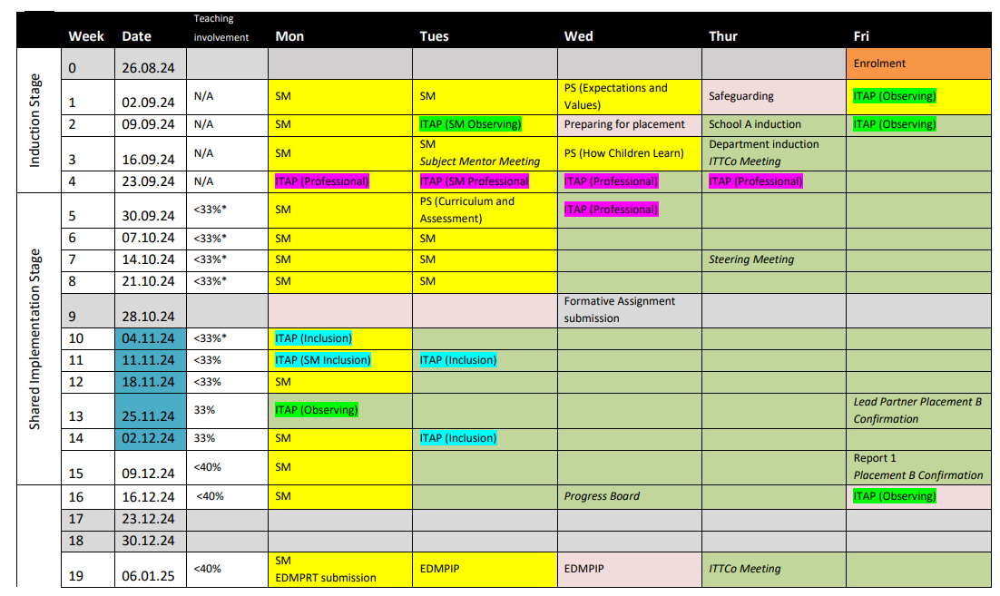 Week Date Teaching involvement Mon Tues Wed Thur Fri
Induction Stage
0 26.08.24 Enrolment
1 02.09.24 N/A SM SM PS (Expectations and Values) Safeguarding ITAP (Observing)
2 09.09.24 N/A SM ITAP (SM Observing) Preparing for placement School A induction ITAP (Observing)
3 16.09.24 N/A SM SM Subject Mentor Meeting PS (How Children Learn) Department induction ITTCo Meeting
4 23.09.24 N/A ITAP (Professional) ITAP (SM Professional ITAP (Professional) ITAP (Professional)
Shared Implementation Stage
5 30.09.24 <33%* SM PS (Curriculum and Assessment) ITAP (Professional)
6 07.10.24 <33%* SM SM
7 14.10.24 <33%* SM SM Steering Meeting
8 21.10.24 <33%* SM SM
9 28.10.24 Formative Assignment submission
10 04.11.24 <33%* ITAP (Inclusion)
11 11.11.24 <33% ITAP (SM Inclusion) ITAP (Inclusion)
12 18.11.24 <33% SM
13 25.11.24 33% ITAP (Observing) Lead Partner Placement B Confirmation
14 02.12.24 33% SM ITAP (Inclusion)
15 09.12.24 <40% SM Report 1 Placement B Confirmation
16 16.12.24 <40% SM Progress Board ITAP (Observing)
17 23.12.24
18 30.12.24
19 06.01.25 <40% SM EDMPRT submission EDMPIP EDMPIP ITTCo Meeting